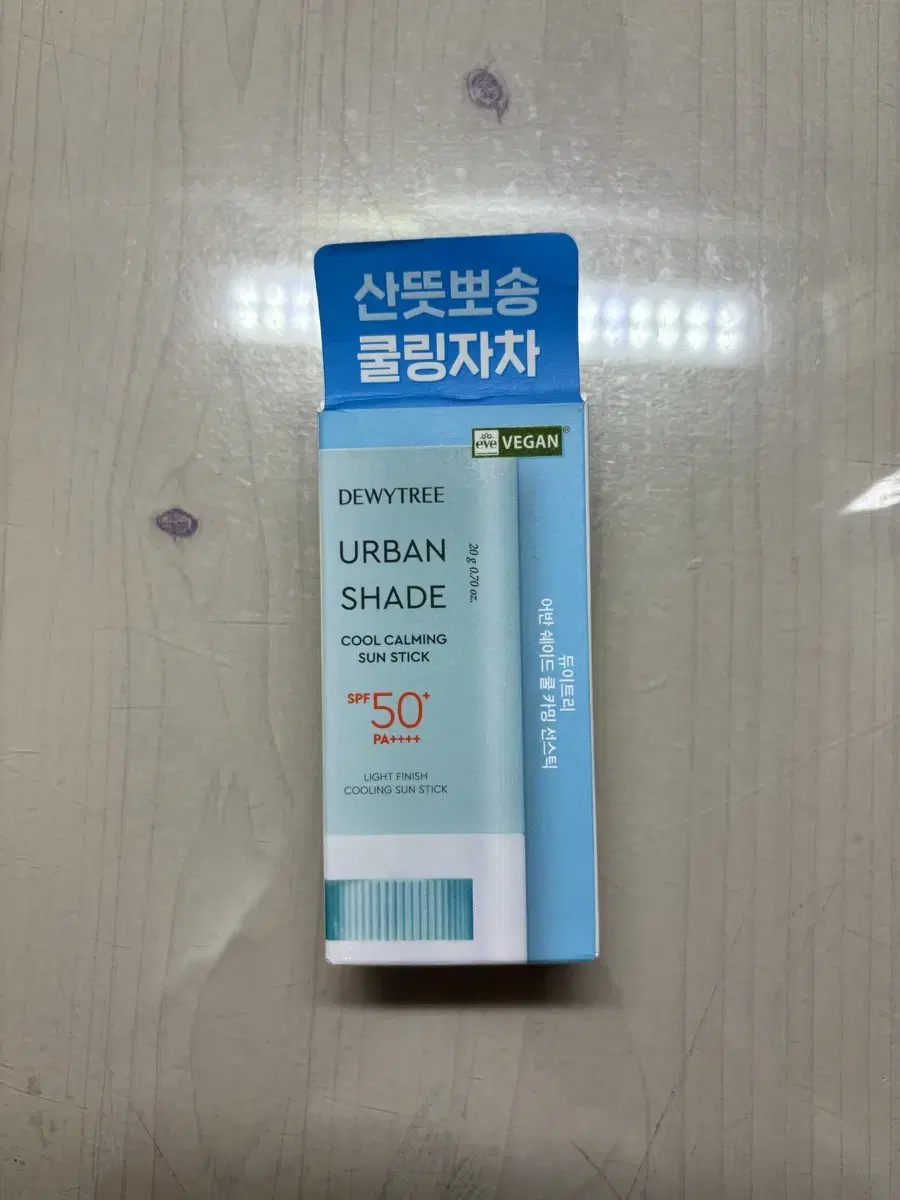 산뜻뽀송
쿨링자차
eve VEGAN®
DEWYTREE
URBAN
SHADE
20 g 0.70 oz.
COOL CALMING
SUN STICK
SPF 50+
PA++++
LIGHT FINISH
COOLING SUN STICK
듀이트리
어반 쉐이드 쿨 카밍 선스틱